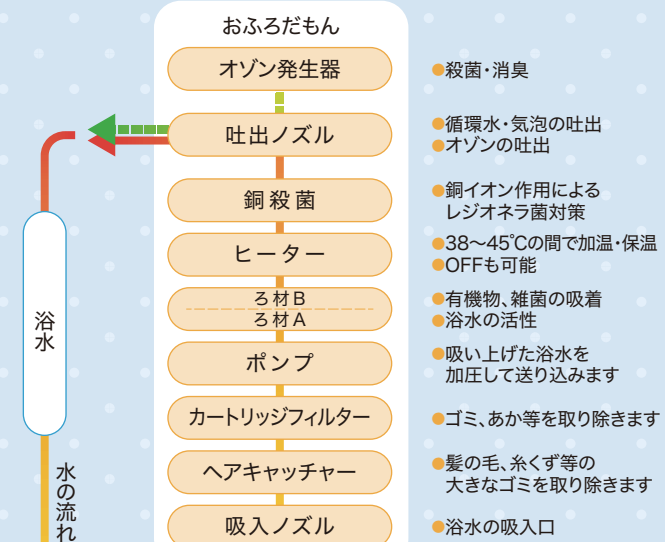 おふろだもん
オゾン発生器
●殺菌・消臭
吐出ノズル
●循環水・気泡の吐出
●オゾンの吐出
銅殺菌
●銅イオン作用による
レジオネラ菌対策
ヒーター
●38〜45℃の間で加温・保温
●OFFも可能
ろ材B
ろ材A
●有機物、雑菌の吸着
●浴水の活性
ポンプ
●吸い上げた浴水を
加圧して送り込みます
カートリッジフィルター
●ゴミ、あか等を取り除きます
ヘアキャッチャー
●髪の毛、糸くず等の
大きなゴミを取り除きます
吸入ノズル
●浴水の吸入口
浴水
水の流れ